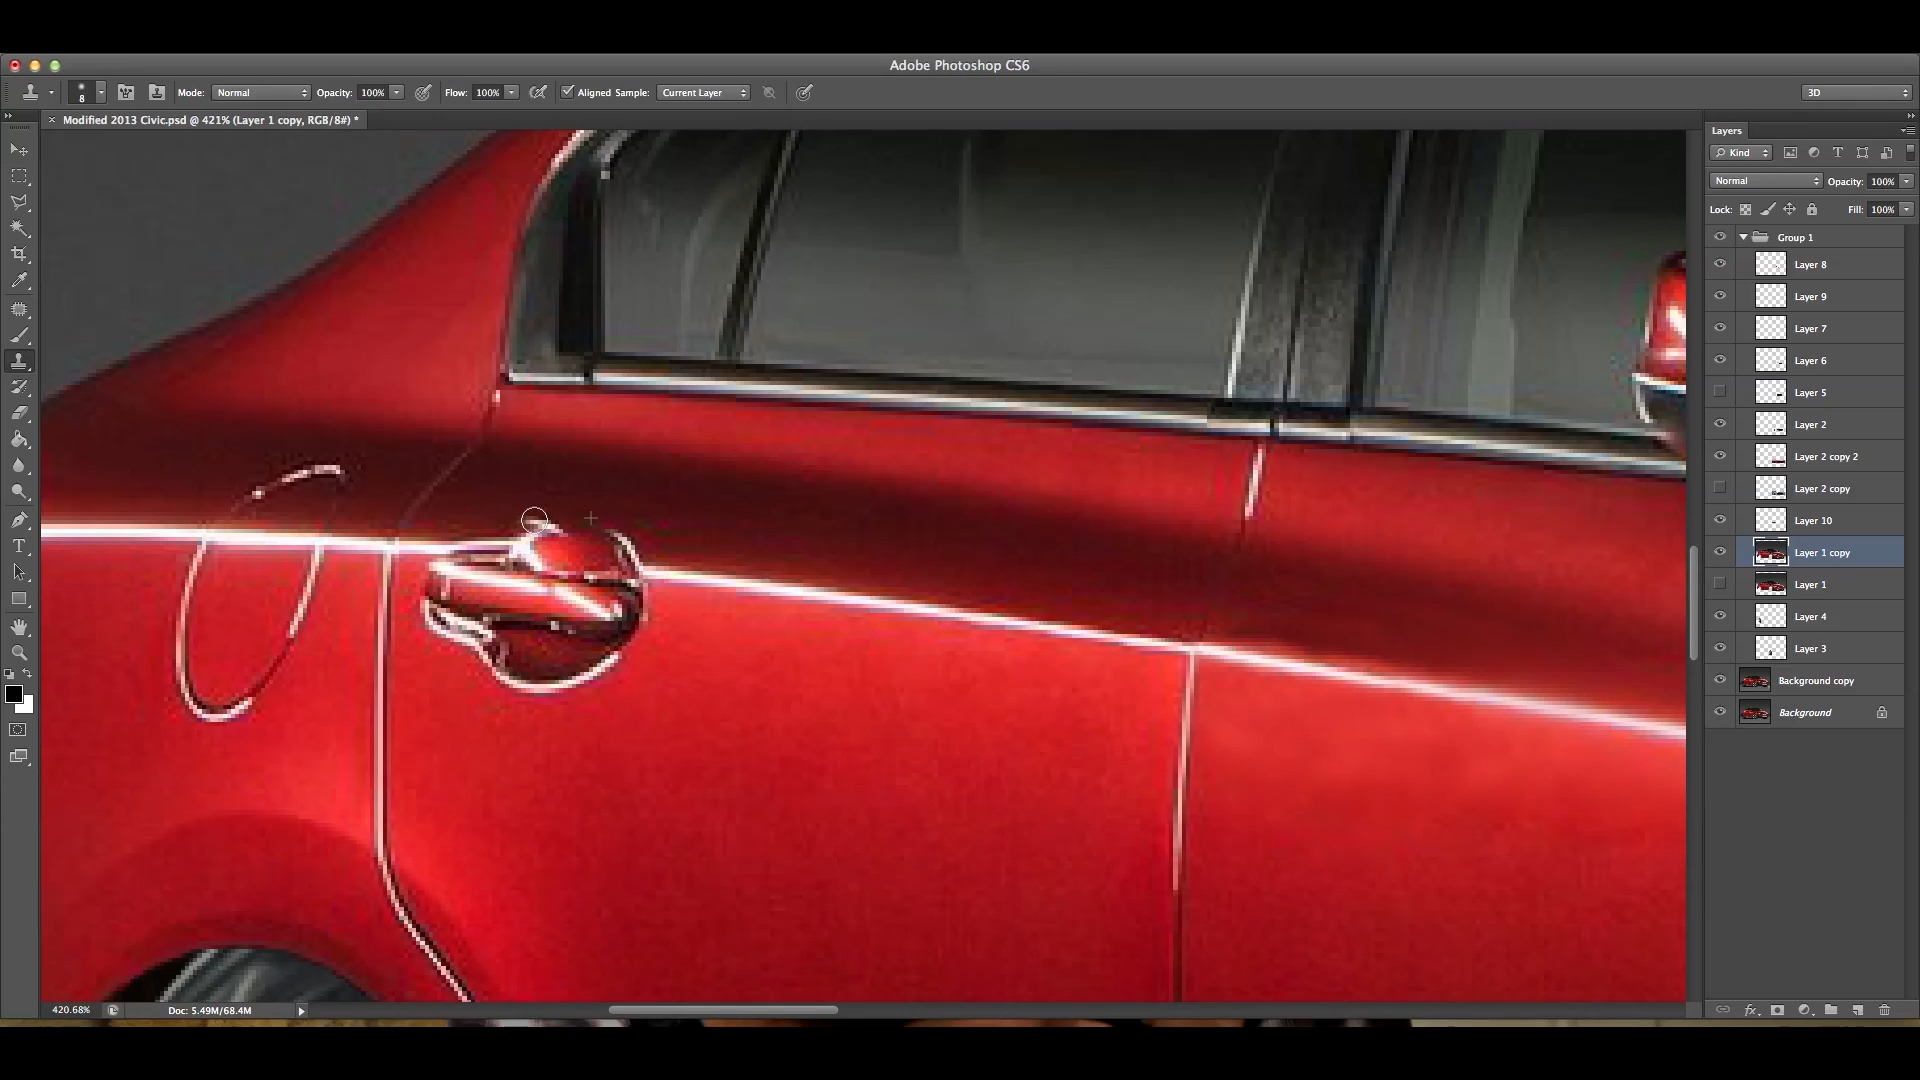 Adobe Photoshop CS6
8 Mode: Normal Opacity: 100% Flow: 100% Aligned Sample: Current Layer 3D
× Modified 2013 Civic.psd @ 421% (Layer 1 copy, RGB/8#) *
Layers
Kind
Normal Opacity: 100%
Lock: Fill: 100%
Group 1
Layer 8
Layer 9
Layer 7
Layer 6
Layer 5
Layer 2
Layer 2 copy 2
Layer 2 copy
Layer 10
Layer 1 copy
Layer 1
Layer 4
Layer 3
Background copy
Background
420.68% Doc: 5.49M/68.4M
fx